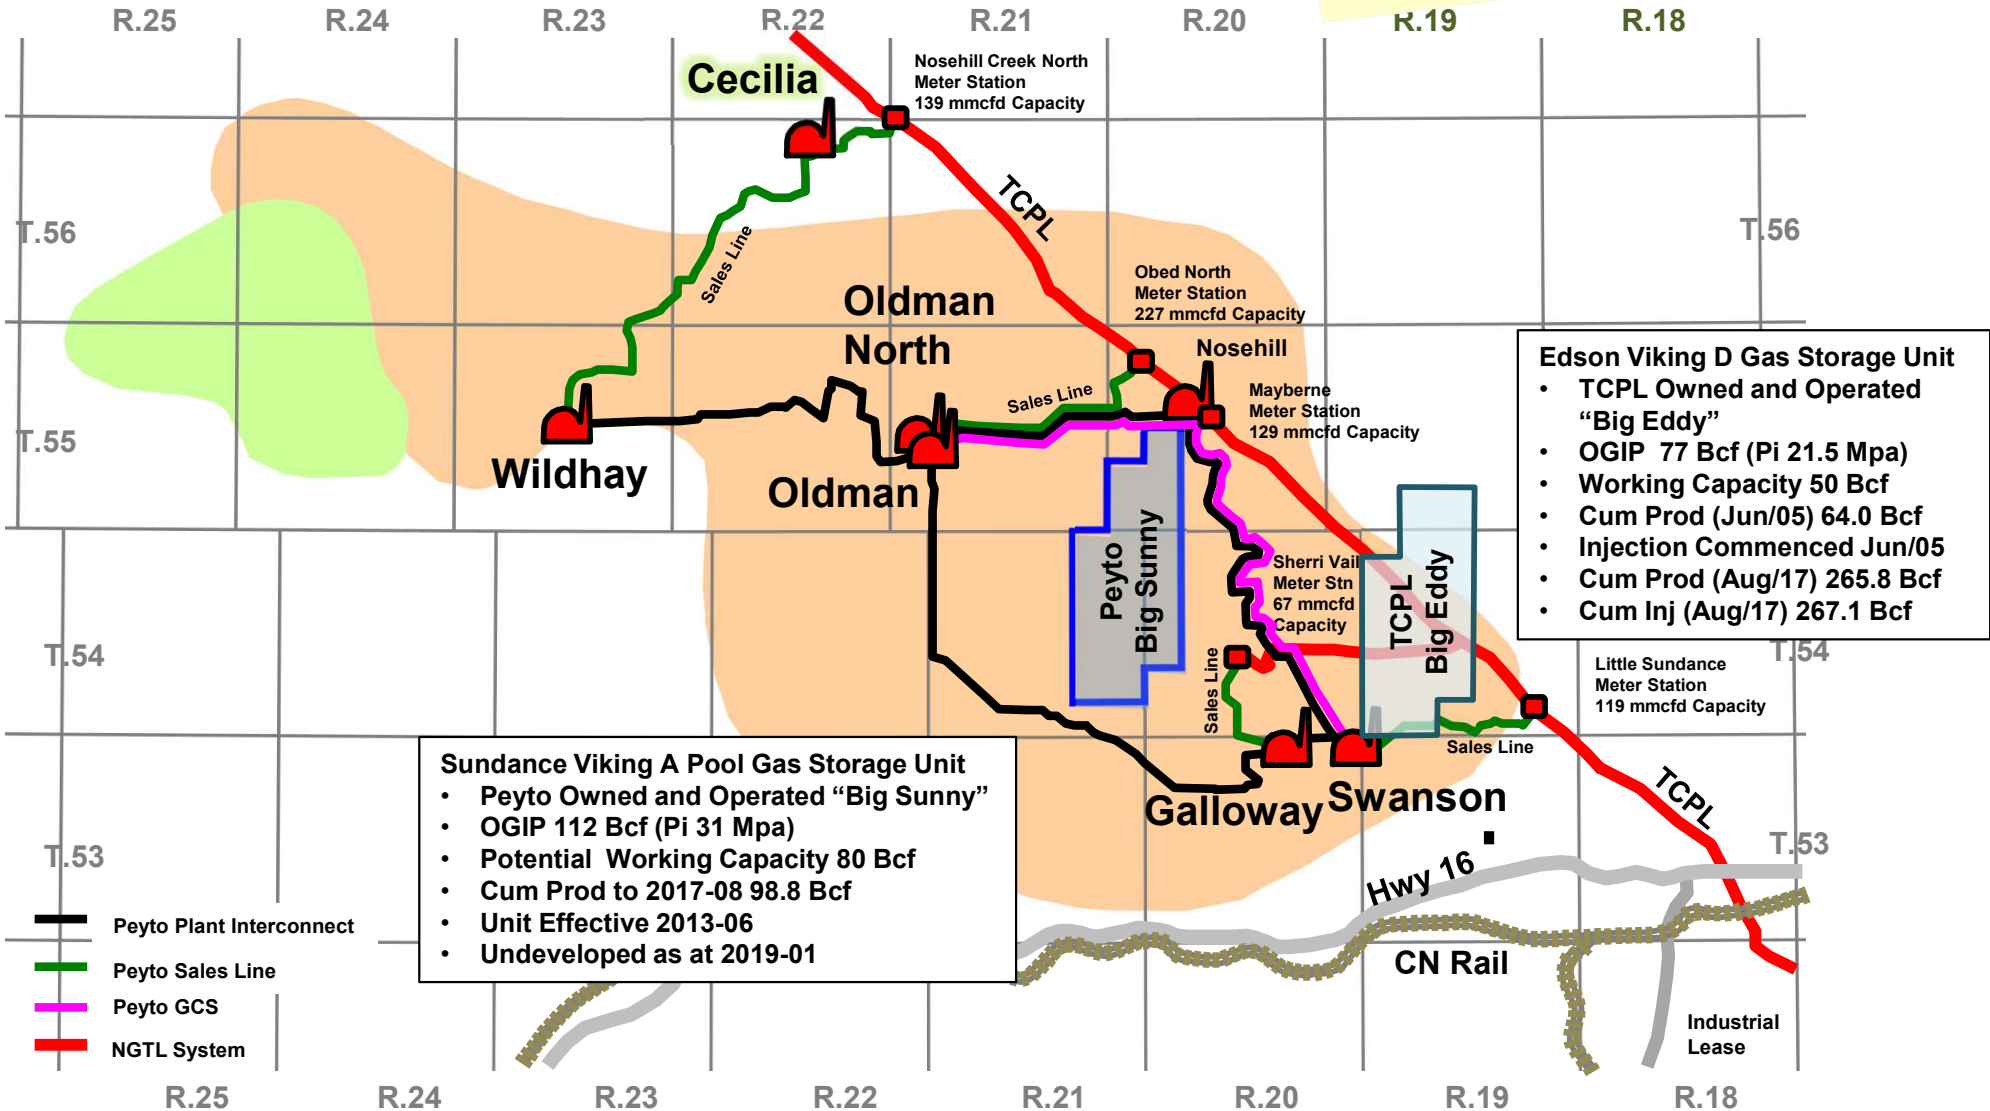 R.25
R.24
R.23
R.22
R.21
R.20
R.19
R.18
Cecilia
Nosehill Creek North
Meter Station
139 mmcfd Capacity
TCPL
T.56
T.56
Sales Line
Obed North
Meter Station
227 mmcfd Capacity
Oldman
North
Nosehill
Sales Line
Mayberne
Meter Station
129 mmcfd Capacity
Edson Viking D Gas Storage Unit
• TCPL Owned and Operated
“Big Eddy”
• OGIP 77 Bcf (Pi 21.5 Mpa)
• Working Capacity 50 Bcf
• Cum Prod (Jun/05) 64.0 Bcf
• Injection Commenced Jun/05
• Cum Prod (Aug/17) 265.8 Bcf
• Cum Inj (Aug/17) 267.1 Bcf
T.55
Wildhay
Oldman
Peyto
Big Sunny
Sherri Vail
Meter Stn
67 mmcfd
Capacity
TCPL
Big Eddy
T.54
T.54
Little Sundance
Meter Station
119 mmcfd Capacity
Sales Line
Sales Line
Galloway
Swanson
TCPL
Sundance Viking A Pool Gas Storage Unit
• Peyto Owned and Operated “Big Sunny”
• OGIP 112 Bcf (Pi 31 Mpa)
• Potential Working Capacity 80 Bcf
• Cum Prod to 2017-08 98.8 Bcf
• Unit Effective 2013-06
• Undeveloped as at 2019-01
T.53
T.53
Hwy 16
CN Rail
Peyto Plant Interconnect
Peyto Sales Line
Peyto GCS
NGTL System
Industrial
Lease
R.25
R.24
R.23
R.22
R.21
R.20
R.19
R.18